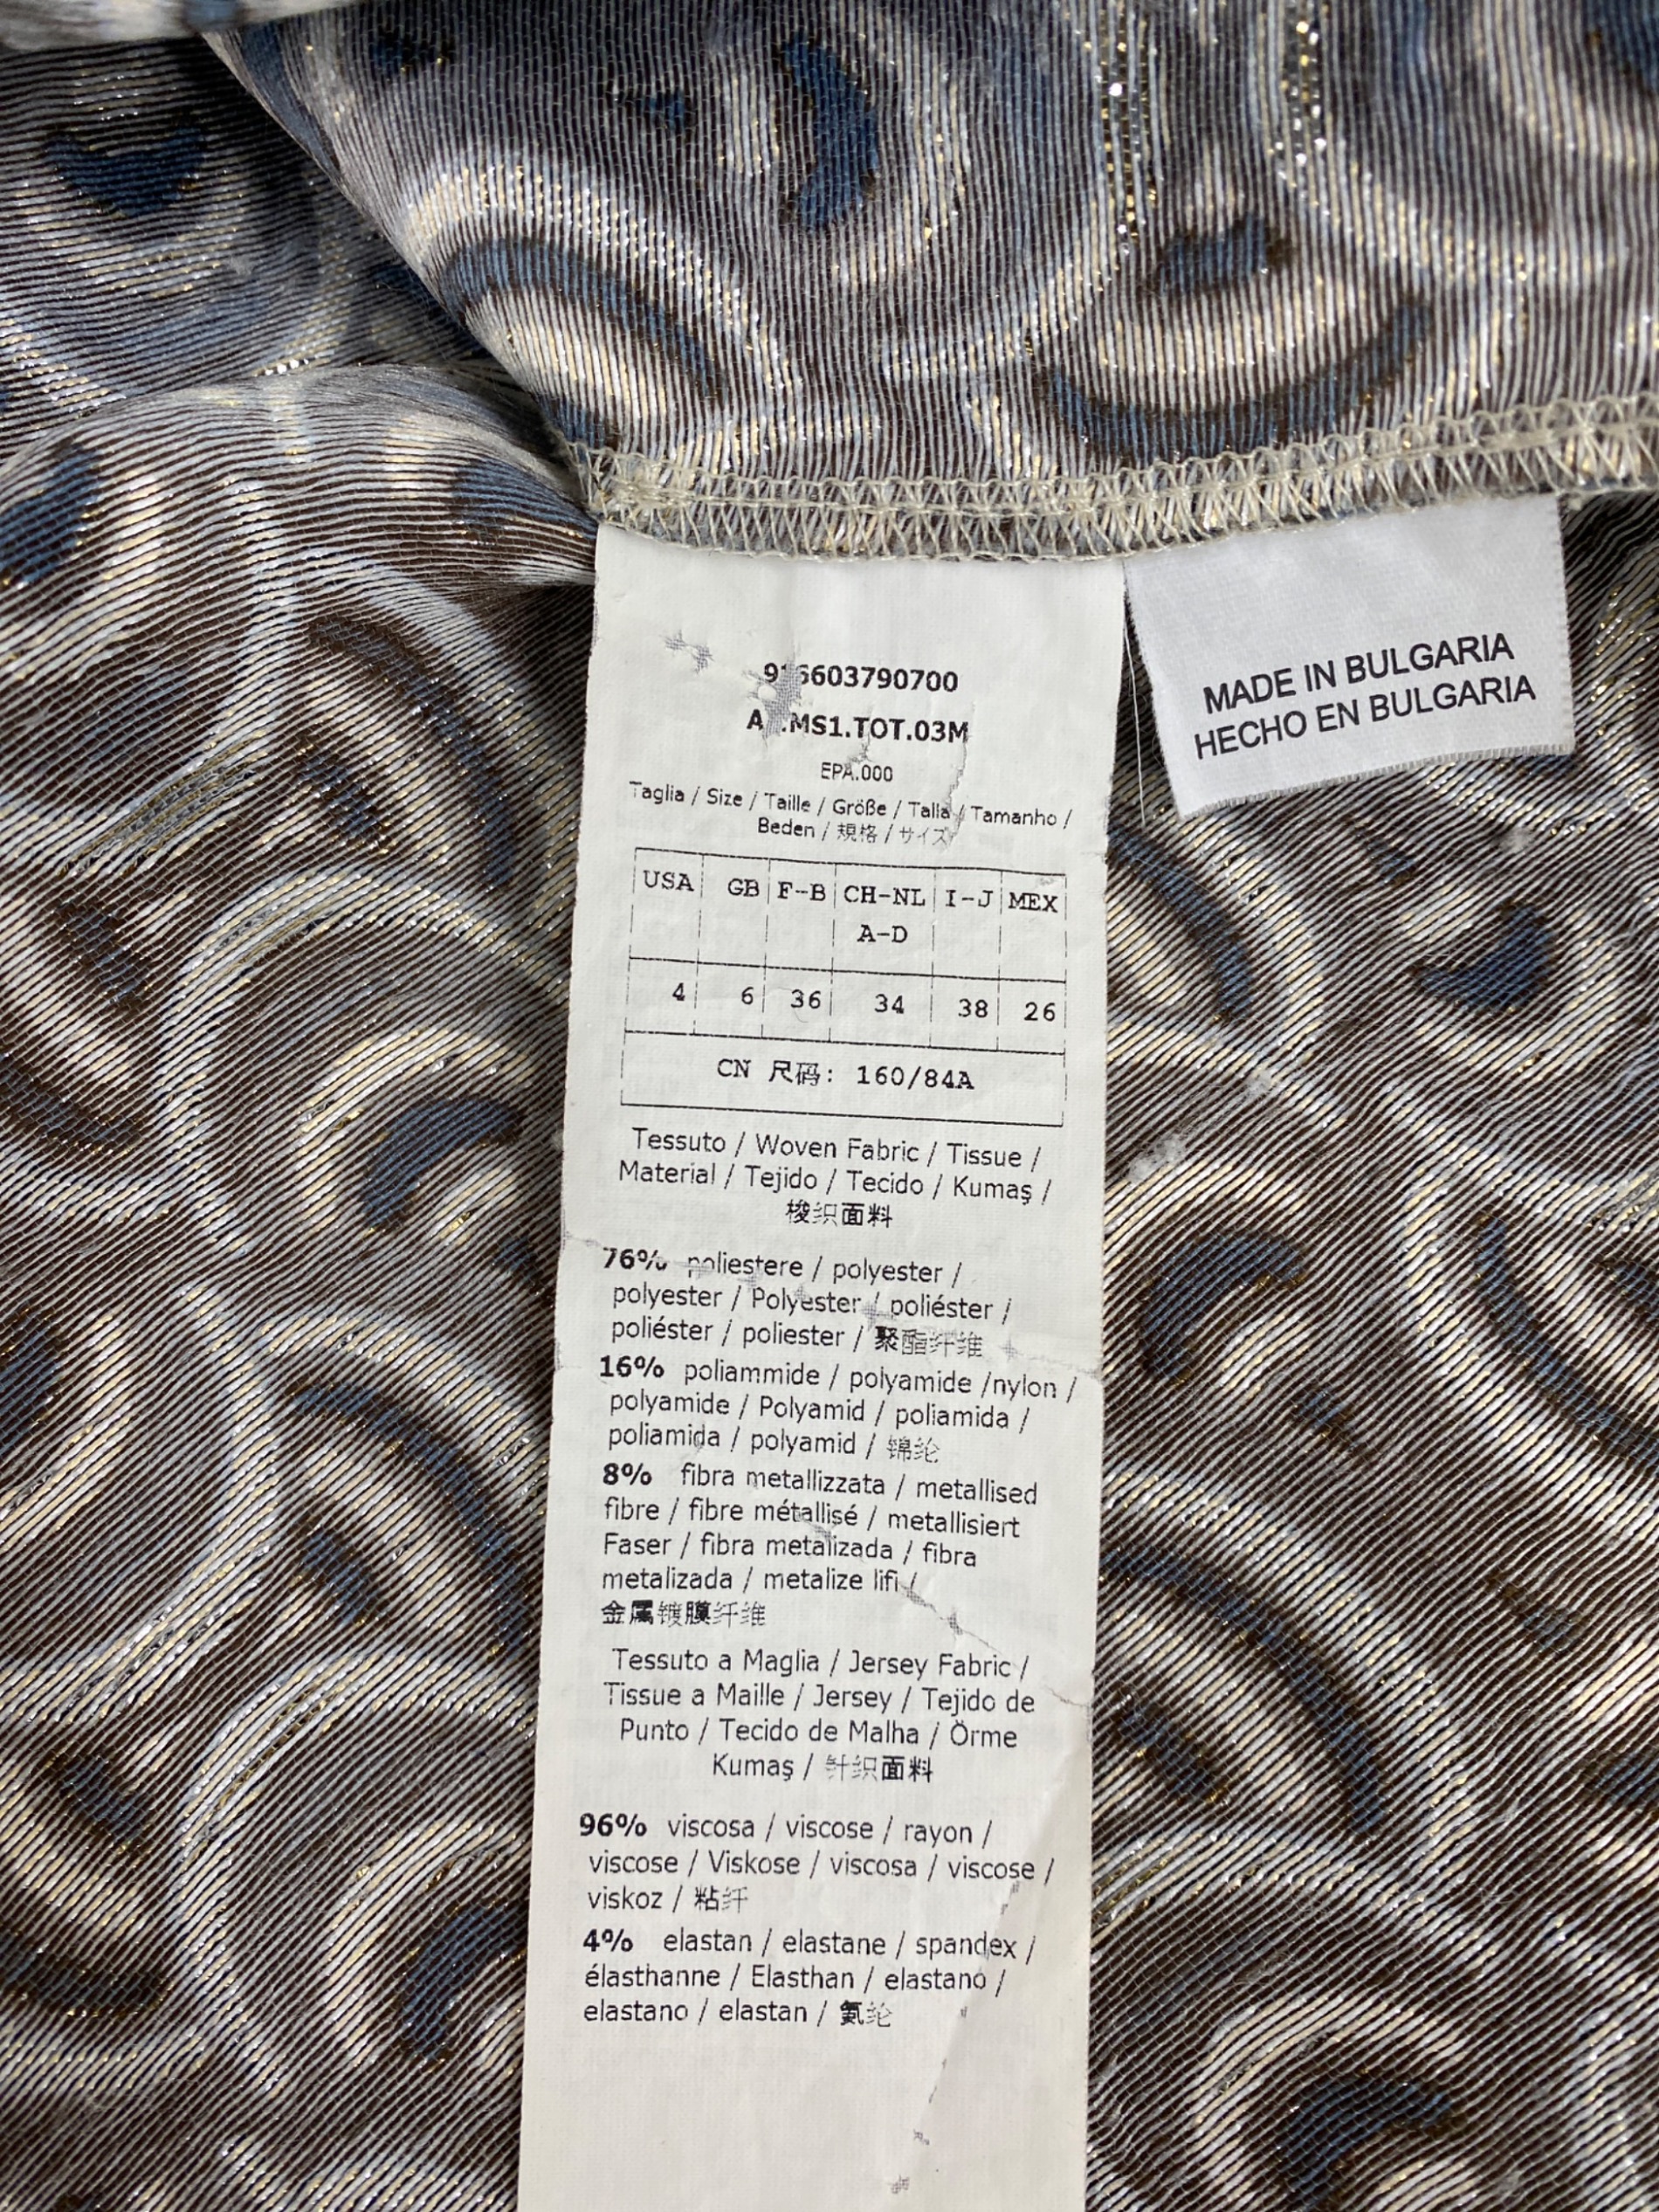 603790700
.MS1.TOT.03M
EPA.000
Taglia / Size / Taille / Größe / Talla / Tamanho /
Beden / 規格 / サイズ
USA GB F-B CH-NL I-J MEX
A-D
4 6 36 34 38 26
CN 尺码: 160/84A
Tessuto / Woven Fabric / Tissue /
Material / Tejido / Tecido / Kumaş /
梭织面料
76% poliestere / polyester /
polyester / Polyester / poliéster /
poliéster / poliester / 聚酯纤维
16% poliammide / polyamide /nylon /
polyamide / Polyamid / poliamida /
poliamida / polyamid / 锦纶
8% fibra metallizzata / metallised
fibre / fibre métallisé / metallisiert
Faser / fibra metalizada / fibra
metalizada / metalize lifi /
金属镀膜纤维
Tessuto a Maglia / Jersey Fabric /
Tissue a Maille / Jersey / Tejido de
Punto / Tecido de Malha / Örme
Kumaş / 针织面料
96% viscosa / viscose / rayon /
viscose / Viskose / viscosa / viscose /
viskoz / 粘纤
4% elastan / elastane / spandex /
élasthanne / Elasthan / elastano /
elastano / elastan / 氨纶
MADE IN BULGARIA
HECHO EN BULGARIA